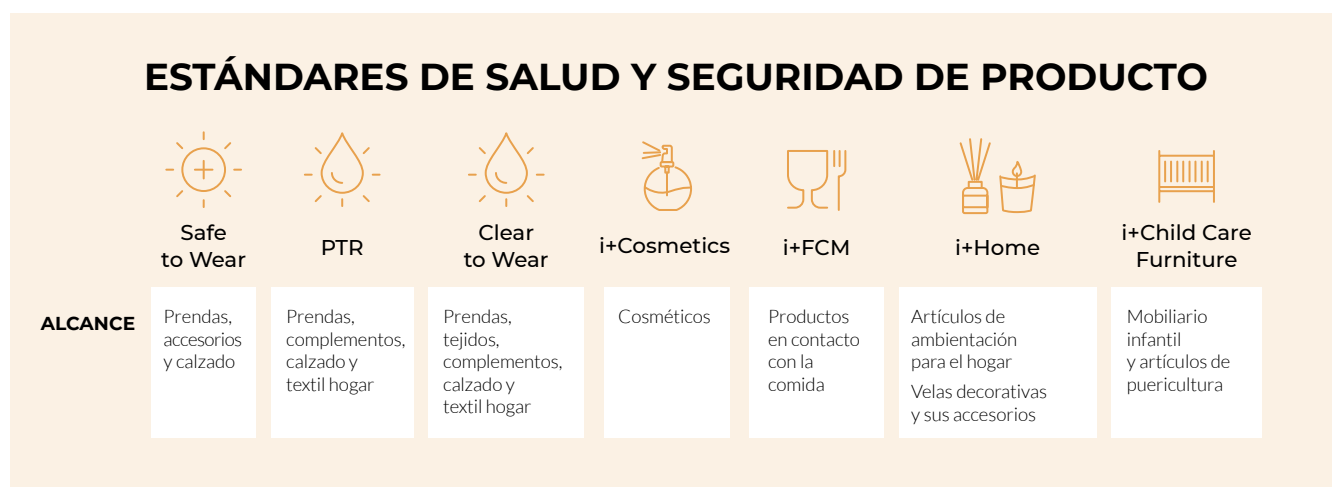 ESTÁNDARES DE SALUD Y SEGURIDAD DE PRODUCTO
Safe
to Wear
PTR
Clear
to Wear
i+Cosmetics
i+FCM
i+Home
i+Child Care
Furniture
ALCANCE
Prendas,
accesorios
y calzado
Prendas,
complementos,
calzado y
textil hogar
Prendas,
tejidos,
complementos,
calzado y
textil hogar
Cosméticos
Productos
en contacto
con la
comida
Artículos de
ambientación
para el hogar
Velas decorativas
y sus accesorios
Mobiliario
infantil
y artículos de
puericultura